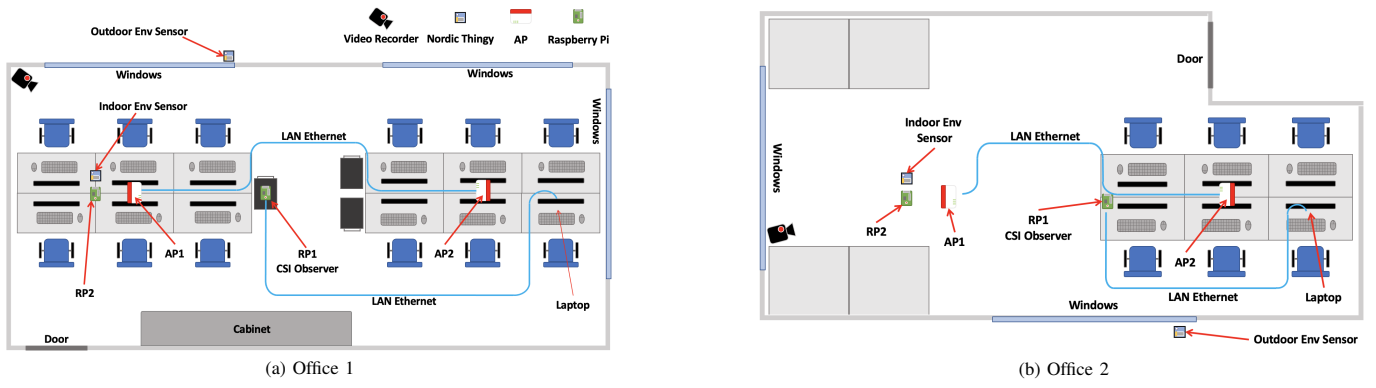 Outdoor Env Sensor
Video Recorder
Nordic Thingy
AP
Raspberry Pi
Windows
Windows
Windows
Indoor Env Sensor
LAN Ethernet
AP1
RP1
CSI Observer
AP2
RP2
LAN Ethernet
Laptop
Cabinet
Door
(a) Office 1
Door
Indoor Env
Sensor
LAN Ethernet
Windows
RP2
AP1
RP1
CSI Observer
AP2
LAN Ethernet
Laptop
Windows
Outdoor Env Sensor
(b) Office 2